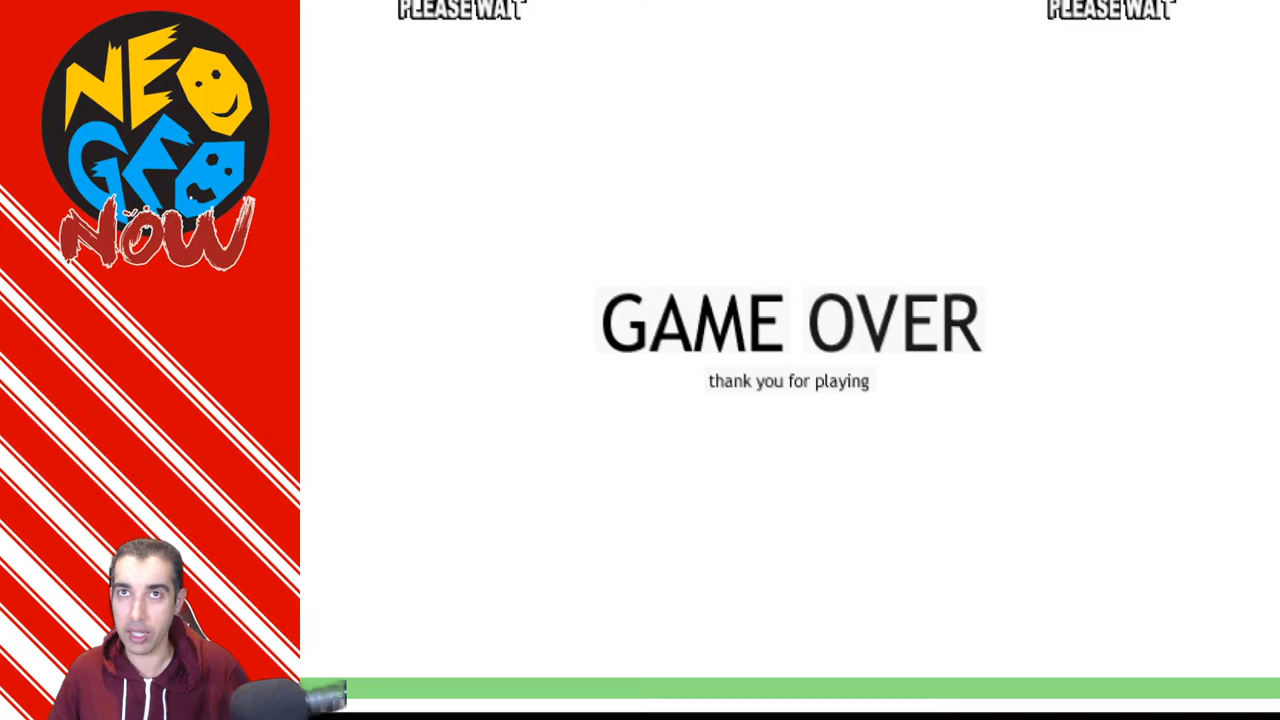 PLEASE WAIT
PLEASE WAIT
NEO
GEO
NOW
GAME OVER
thank you for playing